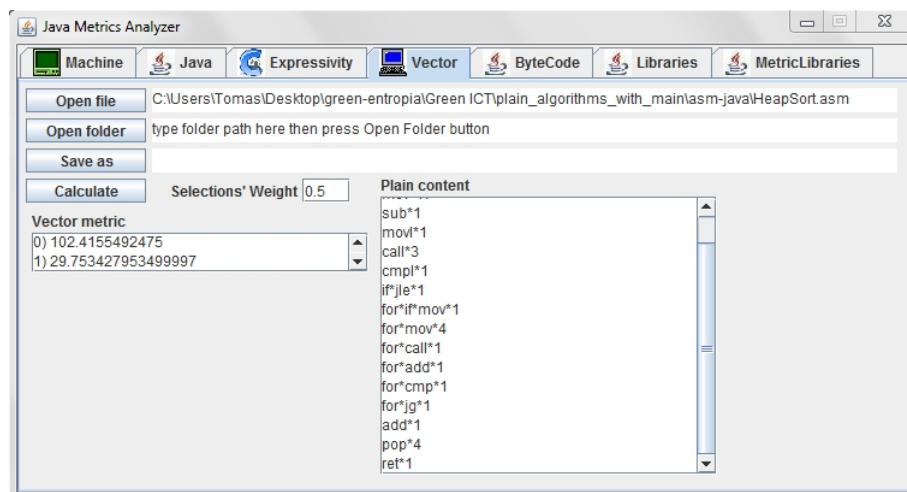 Java Metrics Analyzer
Machine Java Expressivity Vector ByteCode Libraries MetricLibraries
Open file C:\Users\Tomas\Desktop\green-entropia\Green ICT\plain_algorithms_with_main\asm-java\HeapSort.asm
Open folder type folder path here then press Open Folder button
Save as
Calculate Selections' Weight 0.5
Plain content
Vector metric
0) 102.4155492475
1) 29.753427953499997
sub*1
movl*1
call*3
cmpl*1
if*jle*1
for*if*mov*1
for*mov*4
for*call*1
for*add*1
for*cmp*1
for*jg*1
add*1
pop*4
ret*1